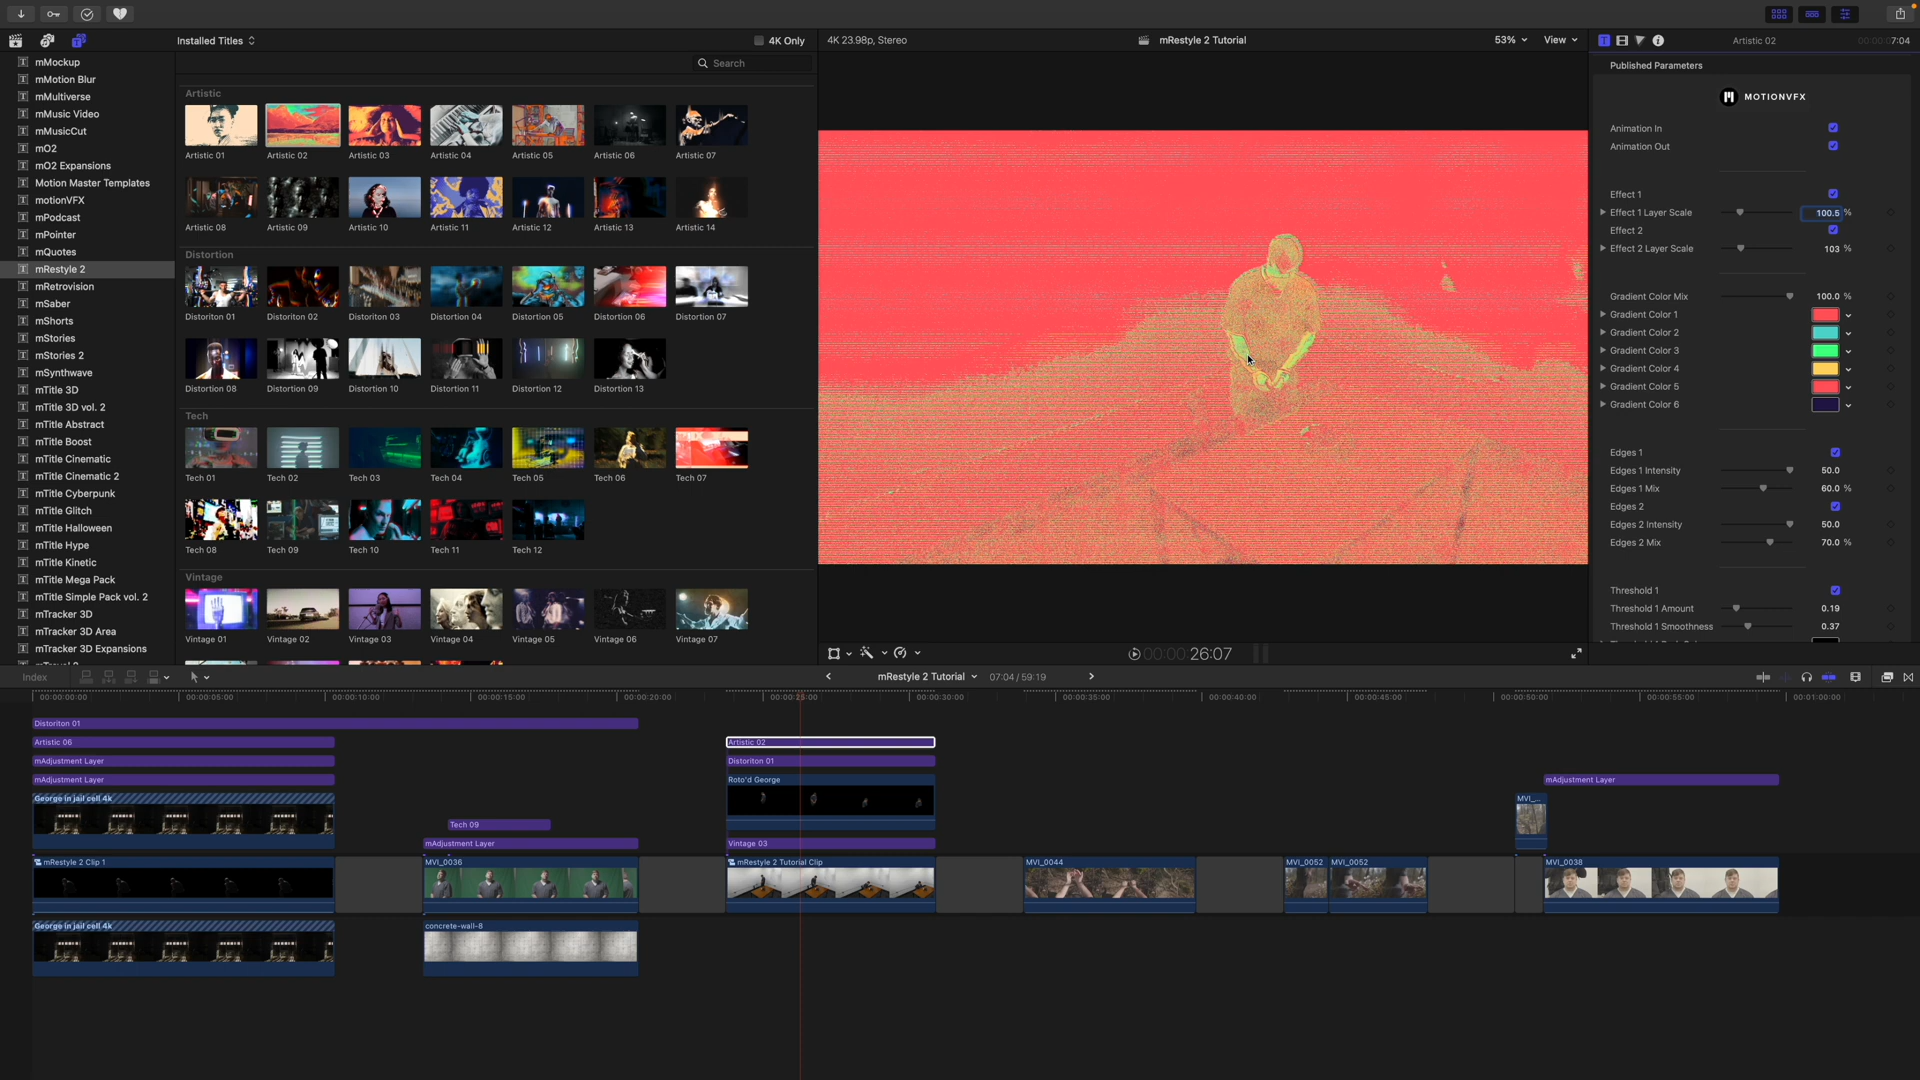 Installed Titles
4K Only
4K 23.98p, Stereo
mRestyle 2 Tutorial
53%
View
Artistic 02
00:00:07:04
Search
mMockup
mMotion Blur
mMultiverse
mMusic Video
mMusicCut
mO2
mO2 Expansions
Motion Master Templates
motionVFX
mPodcast
mPointer
mQuotes
mRestyle 2
mRetrovision
mSaber
mShorts
mStories
mStories 2
mSynthwave
mTitle 3D
mTitle 3D vol. 2
mTitle Abstract
mTitle Boost
mTitle Cinematic
mTitle Cinematic 2
mTitle Cyberpunk
mTitle Glitch
mTitle Halloween
mTitle Hype
mTitle Kinetic
mTitle Mega Pack
mTitle Simple Pack vol. 2
mTracker 3D
mTracker 3D Area
mTracker 3D Expansions
Artistic
Artistic 01
Artistic 02
Artistic 03
Artistic 04
Artistic 05
Artistic 06
Artistic 07
Artistic 08
Artistic 09
Artistic 10
Artistic 11
Artistic 12
Artistic 13
Artistic 14
Distortion
Distoriton 01
Distortion 02
Distortion 03
Distortion 04
Distortion 05
Distortion 06
Distortion 07
Distortion 08
Distortion 09
Distortion 10
Distortion 11
Distortion 12
Distortion 13
Tech
Tech 01
Tech 02
Tech 03
Tech 04
Tech 05
Tech 06
Tech 07
Tech 08
Tech 09
Tech 10
Tech 11
Tech 12
Vintage
Vintage 01
Vintage 02
Vintage 03
Vintage 04
Vintage 05
Vintage 06
Vintage 07
Published Parameters
MOTIONVFX
Animation In
Animation Out
Effect 1
Effect 1 Layer Scale 100.5 %
Effect 2
Effect 2 Layer Scale 103 %
Gradient Color Mix 100.0 %
Gradient Color 1
Gradient Color 2
Gradient Color 3
Gradient Color 4
Gradient Color 5
Gradient Color 6
Edges 1
Edges 1 Intensity 50.0
Edges 1 Mix 60.0 %
Edges 2
Edges 2 Intensity 50.0
Edges 2 Mix 70.0 %
Threshold 1
Threshold 1 Amount 0.19
Threshold 1 Smoothness 0.37
00:00:26:07
Index
mRestyle 2 Tutorial
07:04 / 59:19
00:00:00:00
00:00:05:00
00:00:10:00
00:00:15:00
00:00:20:00
00:00:25:00
00:00:30:00
00:00:35:00
00:00:40:00
00:00:45:00
00:00:50:00
00:00:55:00
00:01:00:00
Distoriton 01
Artistic 06
Artistic 02
mAdjustment Layer
Distoriton 01
mAdjustment Layer
Roto'd George
mAdjustment Layer
George in jail cell 4k
MVI_...
Tech 09
mAdjustment Layer
Vintage 03
mRestyle 2 Clip 1
MVI_0036
mRestyle 2 Tutorial Clip
MVI_0044
MVI_0052
MVI_0052
MVI_0038
George in jail cell 4k
concrete-wall-8